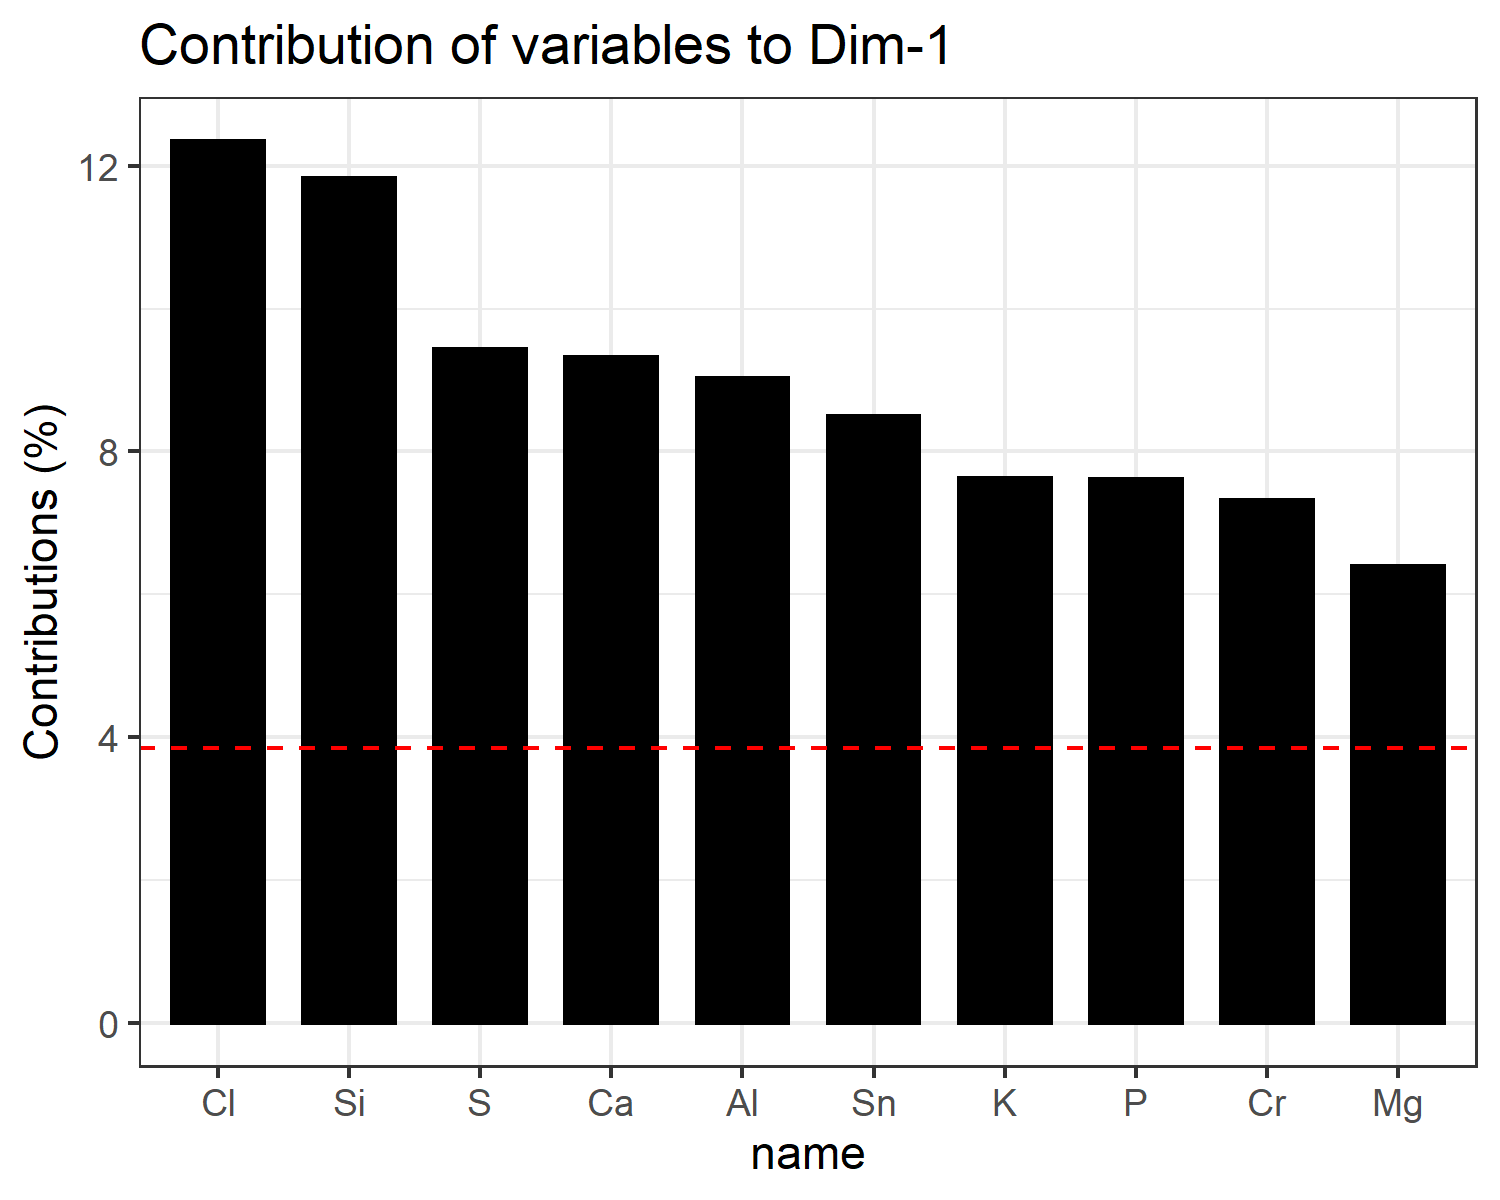 Contribution of variables to Dim-1
Contributions (%)
12
8
4
0
Cl Si S Ca Al Sn K P Cr Mg
name